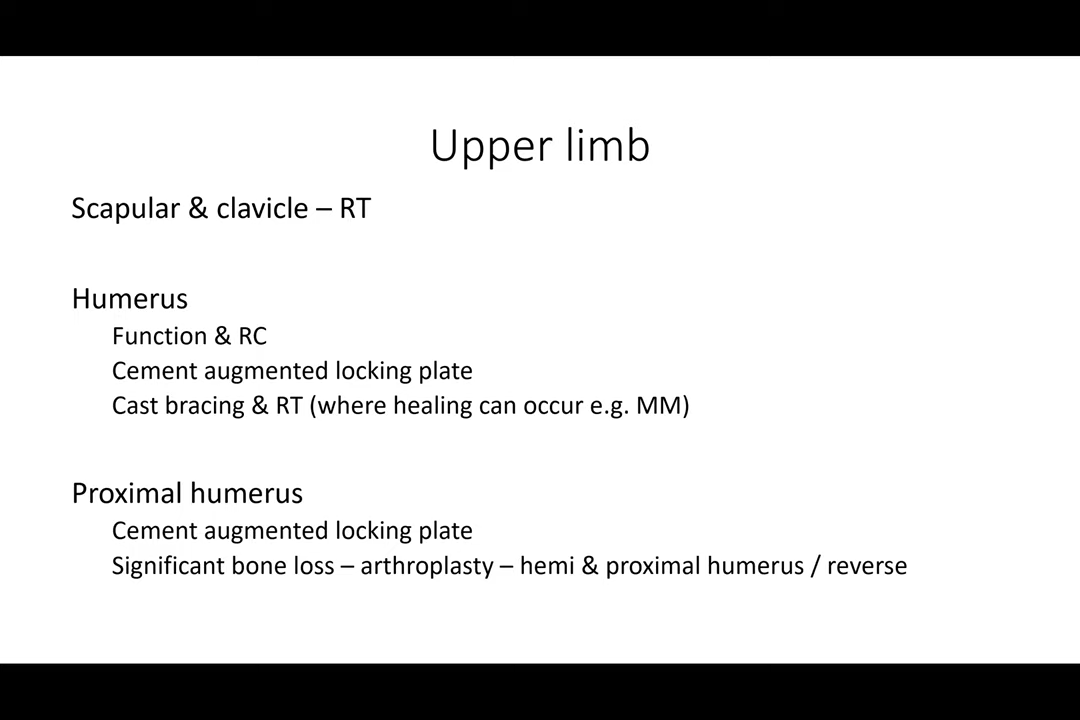 Upper limb
Scapular & clavicle – RT
Humerus
Function & RC
Cement augmented locking plate
Cast bracing & RT (where healing can occur e.g. MM)
Proximal humerus
Cement augmented locking plate
Significant bone loss – arthroplasty – hemi & proximal humerus / reverse